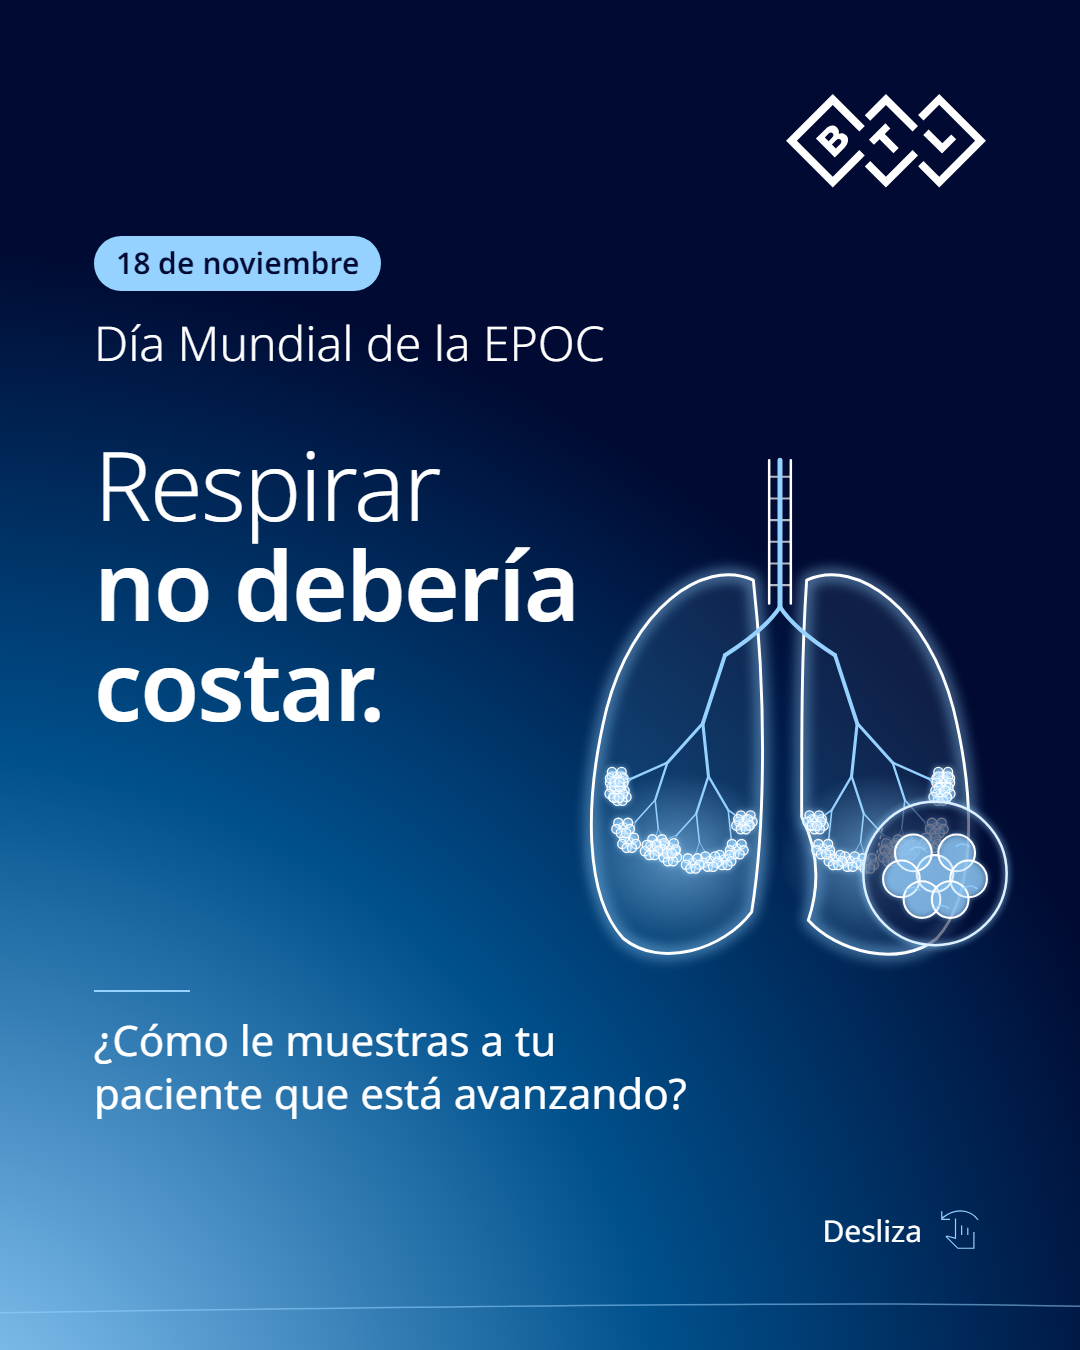 BTL
18 de noviembre
Día Mundial de la EPOC
Respirar
no debería
costar.
¿Cómo le muestras a tu
paciente que está avanzando?
Desliza